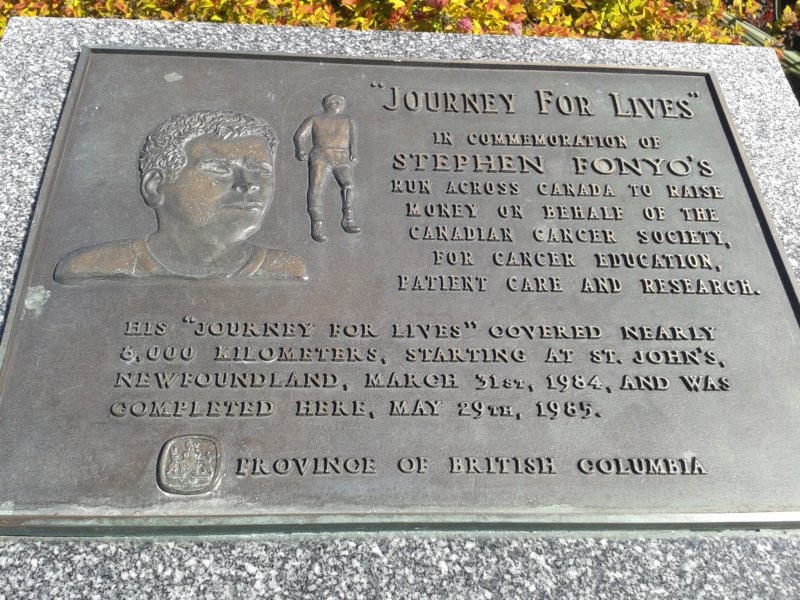 "JOURNEY FOR LIVES"
IN COMMEMORATION OF
STEPHEN FONYO'S
RUN ACROSS CANADA TO RAISE
MONEY ON BEHALF OF THE
CANADIAN CANCER SOCIETY,
FOR CANCER EDUCATION,
PATIENT CARE AND RESEARCH.
HIS "JOURNEY FOR LIVES" COVERED NEARLY
8,000 KILOMETERS, STARTING AT ST. JOHN'S,
NEWFOUNDLAND, MARCH 31ST, 1984, AND WAS
COMPLETED HERE, MAY 29TH, 1985.
PROVINCE OF BRITISH COLUMBIA